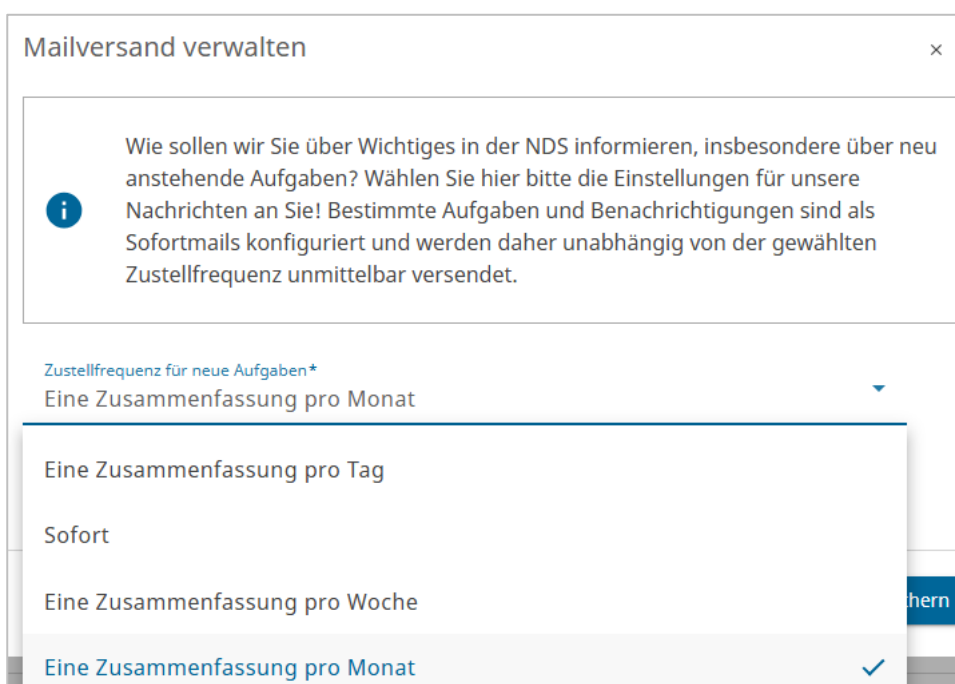 Mailversand verwalten ×
Wie sollen wir Sie über Wichtiges in der NDS informieren, insbesondere über neu
anstehende Aufgaben? Wählen Sie hier bitte die Einstellungen für unsere
Nachrichten an Sie! Bestimmte Aufgaben und Benachrichtigungen sind als
Sofortmails konfiguriert und werden daher unabhängig von der gewählten
Zustellfrequenz unmittelbar versendet.
Zustellfrequenz für neue Aufgaben*
Eine Zusammenfassung pro Monat
Eine Zusammenfassung pro Tag
Sofort
Eine Zusammenfassung pro Woche
Eine Zusammenfassung pro Monat